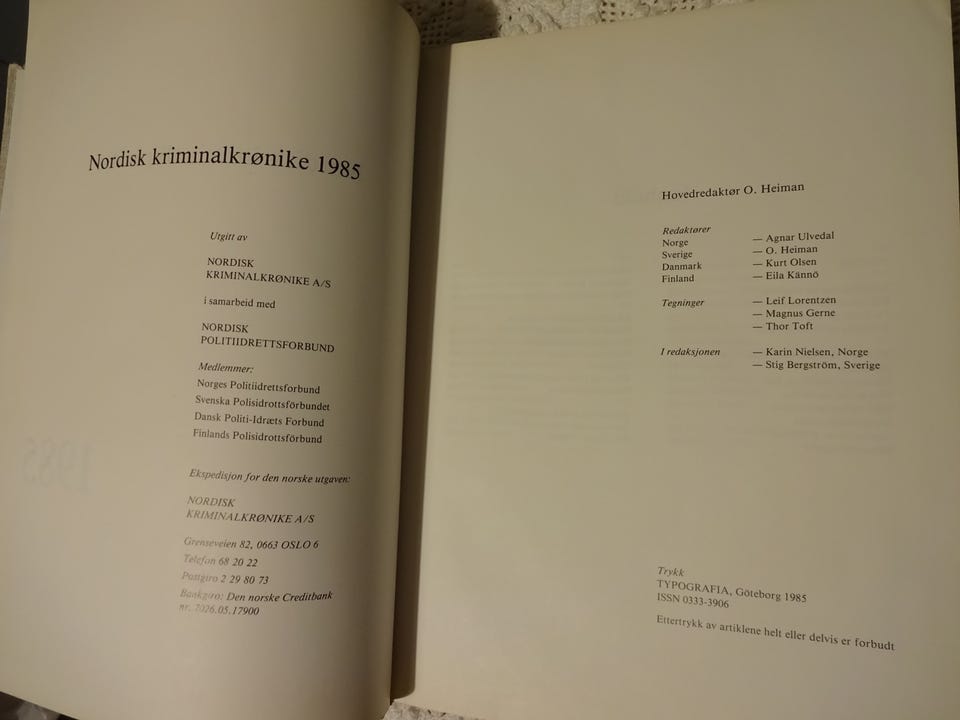 Nordisk kriminalkrønike 1985
Utgitt av
NORDISK
KRIMINALKRØNIKE A/S
i samarbeid med
NORDISK
POLITIIDRETTSFORBUND
Medlemmer:
Norges Politiidrettsforbund
Svenska Polisidrottsförbundet
Dansk Politi-Idræts Forbund
Finlands Polisidrottsförbund
Ekspedisjon for den norske utgaven:
NORDISK
KRIMINALKRØNIKE A/S
Grenseveien 82, 0663 OSLO 6
Telefon 68 20 22
Postgiro 2 29 80 73
Bankgiro: Den norske Creditbank
nr. 7026.05.17900
Hovedredaktør O. Heiman
Redaktører
Norge — Agnar Ulvedal
Sverige — O. Heiman
Danmark — Kurt Olsen
Finland — Eila Kännö
Tegninger — Leif Lorentzen
— Magnus Gerne
— Thor Toft
I redaksjonen — Karin Nielsen, Norge
— Stig Bergström, Sverige
Trykk
TYPOGRAFIA, Göteborg 1985
ISSN 0333-3906
Ettertrykk av artiklene helt eller delvis er forbudt